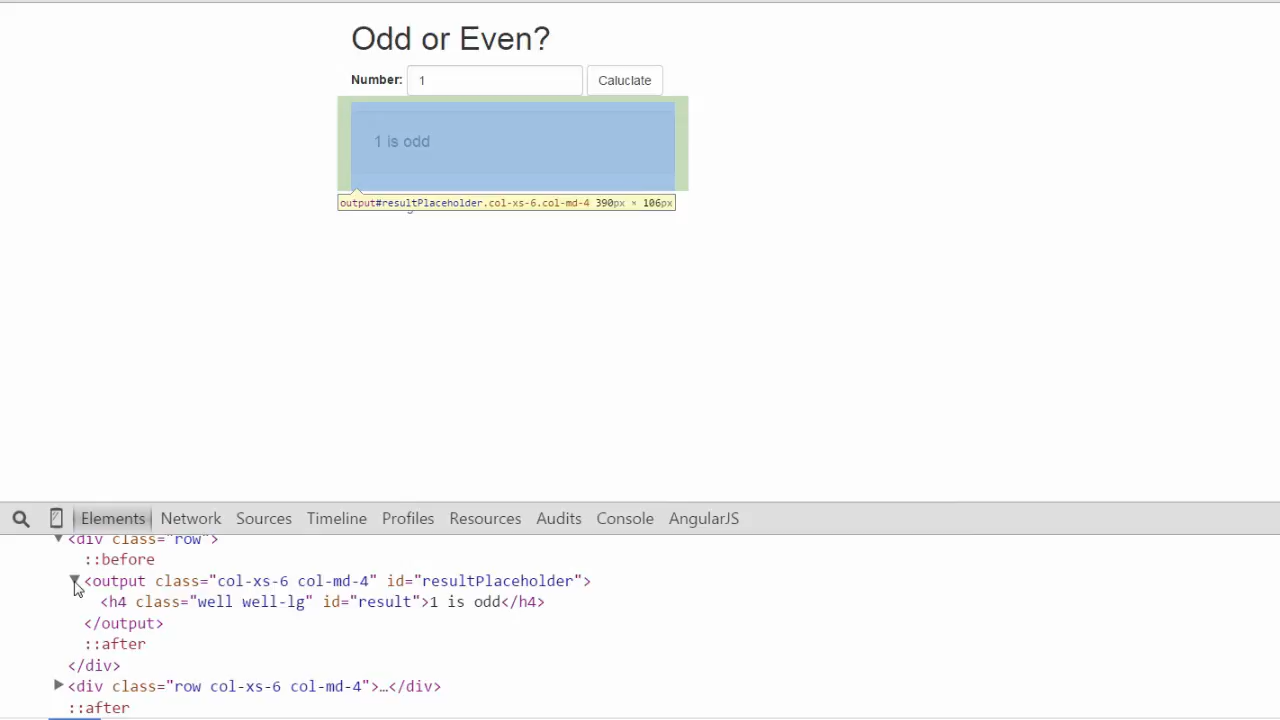 Odd or Even?
Number: 1 Caluclate
1 is odd
output#resultPlaceholder.col-xs-6.col-md-4 390px × 106px
Elements Network Sources Timeline Profiles Resources Audits Console AngularJS
▼<div class="row">
::before
▼<output class="col-xs-6 col-md-4" id="resultPlaceholder">
<h4 class="well well-lg" id="result">1 is odd</h4>
</output>
::after
</div>
▶<div class="row col-xs-6 col-md-4">…</div>
::after